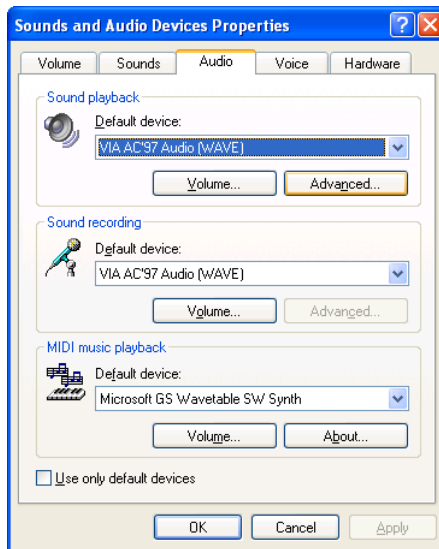 Sounds and Audio Devices Properties
Volume Sounds Audio Voice Hardware
Sound playback
Default device:
VIA AC'97 Audio (WAVE)
Volume... Advanced...
Sound recording
Default device:
VIA AC'97 Audio (WAVE)
Volume... Advanced...
MIDI music playback
Default device:
Microsoft GS Wavetable SW Synth
Volume... About...
Use only default devices
OK Cancel Apply